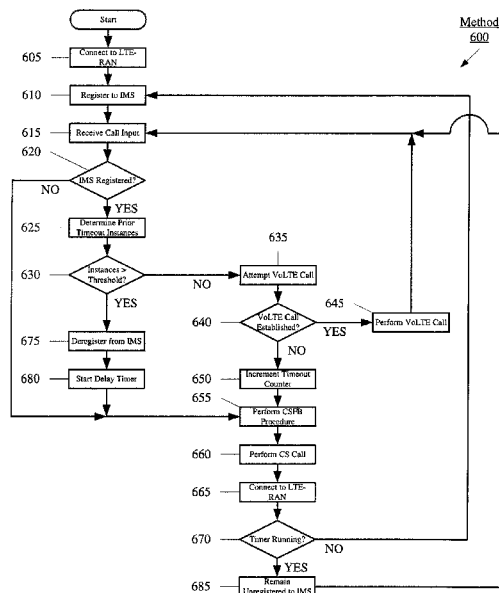 Start
Method
600
605
Connect to LTE-
RAN
610
Register to IMS
615
Receive Call Input
620
IMS Registered?
NO
YES
625
Determine Prior
Timeout Instances
630
Instances >
Threshold?
NO
YES
635
Attempt VoLTE Call
640
VoLTE Call
Established?
YES
NO
645
Perform VoLTE Call
675
Deregister from IMS
680
Start Delay Timer
650
Increment Timeout
Counter
655
Perform CSFB
Procedure
660
Perform CS Call
665
Connect to LTE-
RAN
670
Timer Running?
NO
YES
685
Remain
Unregistered to IMS